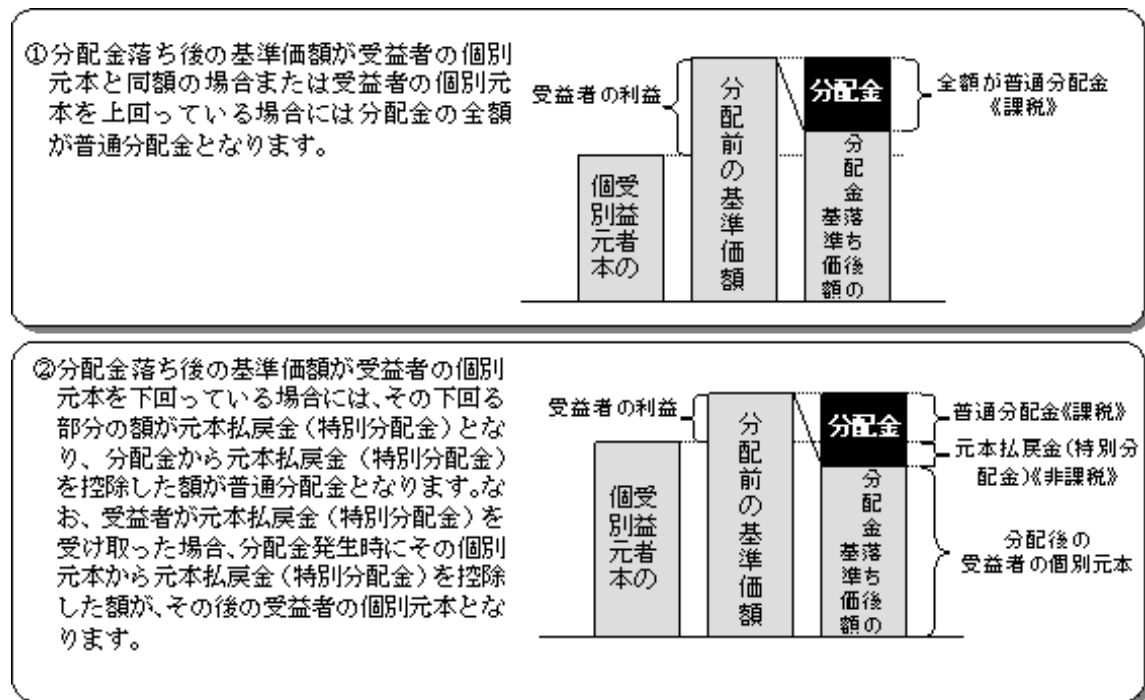 ①分配金落ち後の基準価額が受益者の個別
元本と同額の場合または受益者の個別元
本を上回っている場合には分配金の全額
が普通分配金となります。
受益者の利益
個別元本
受益者の
分配前の基準価額
分配金
分配金落ち後の
基準価額
全額が普通分配金
《課税》
②分配金落ち後の基準価額が受益者の個別
元本を下回っている場合には、その下回る
部分の額が元本払戻金（特別分配金）とな
り、分配金から元本払戻金（特別分配金）
を控除した額が普通分配金となります。な
お、受益者が元本払戻金（特別分配金）を
受け取った場合、分配金発生時にその個別
元本から元本払戻金（特別分配金）を控除
した額が、その後の受益者の個別元本とな
ります。
受益者の利益
受益者の
個別元本
分配前の基準価額
分配金
分配金落ち後の
基準価額
普通分配金《課税》
元本払戻金(特別分
配金)《非課税》
分配後の
受益者の個別元本